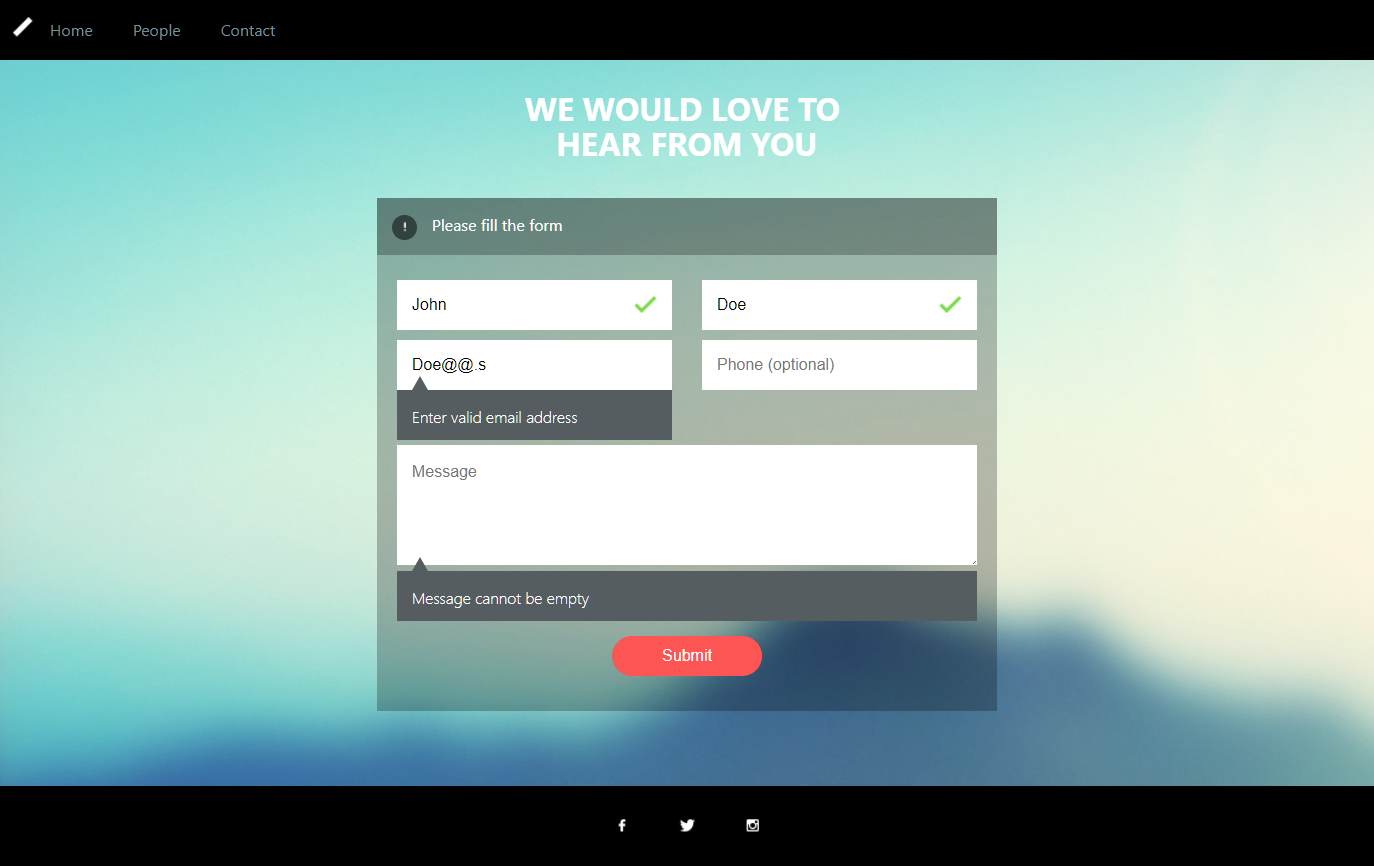 Home People Contact
WE WOULD LOVE TO
HEAR FROM YOU
! Please fill the form
John Doe
Doe@@.s Phone (optional)
Enter valid email address
Message
Message cannot be empty
Submit